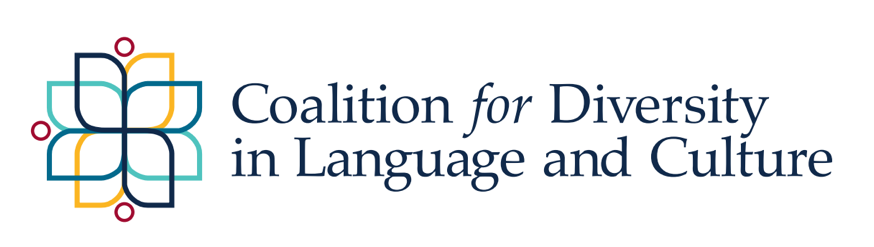 Coalition for Diversity
in Language and Culture